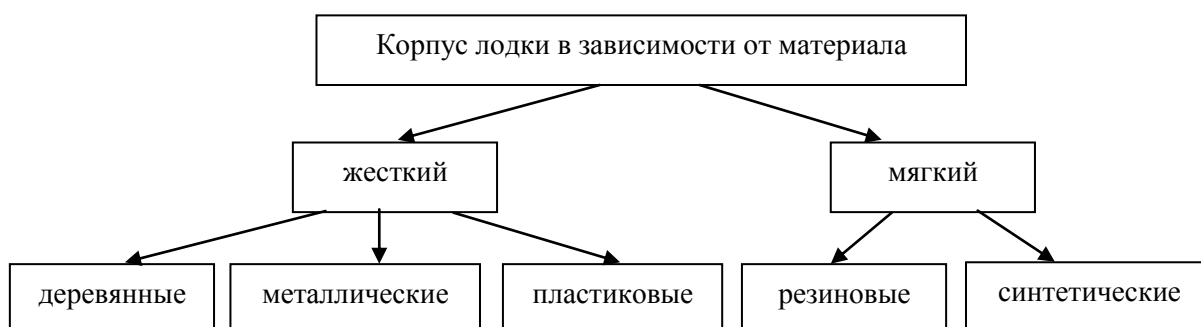 Корпус лодки в зависимости от материала
жесткий
мягкий
деревянные
металлические
пластиковые
резиновые
синтетические